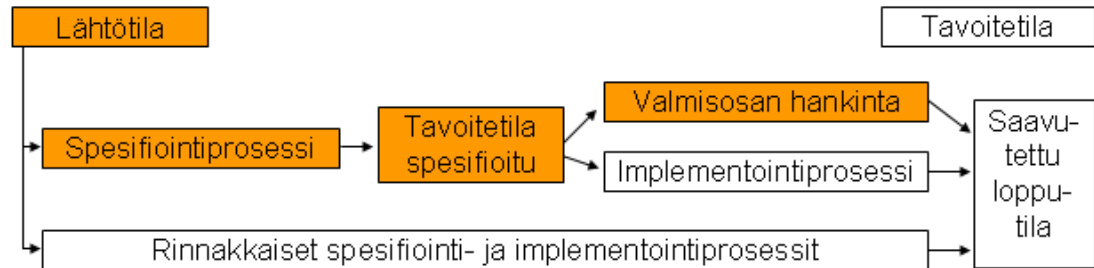 Lähtötila
Tavoitetila
Valmisosan hankinta
Spesifiointiprosessi
Tavoitetila
spesifioitu
Implementointiprosessi
Saavu-
tettu
loppu-
tila
Rinnakkaiset spesifiointi- ja implementointiprosessit